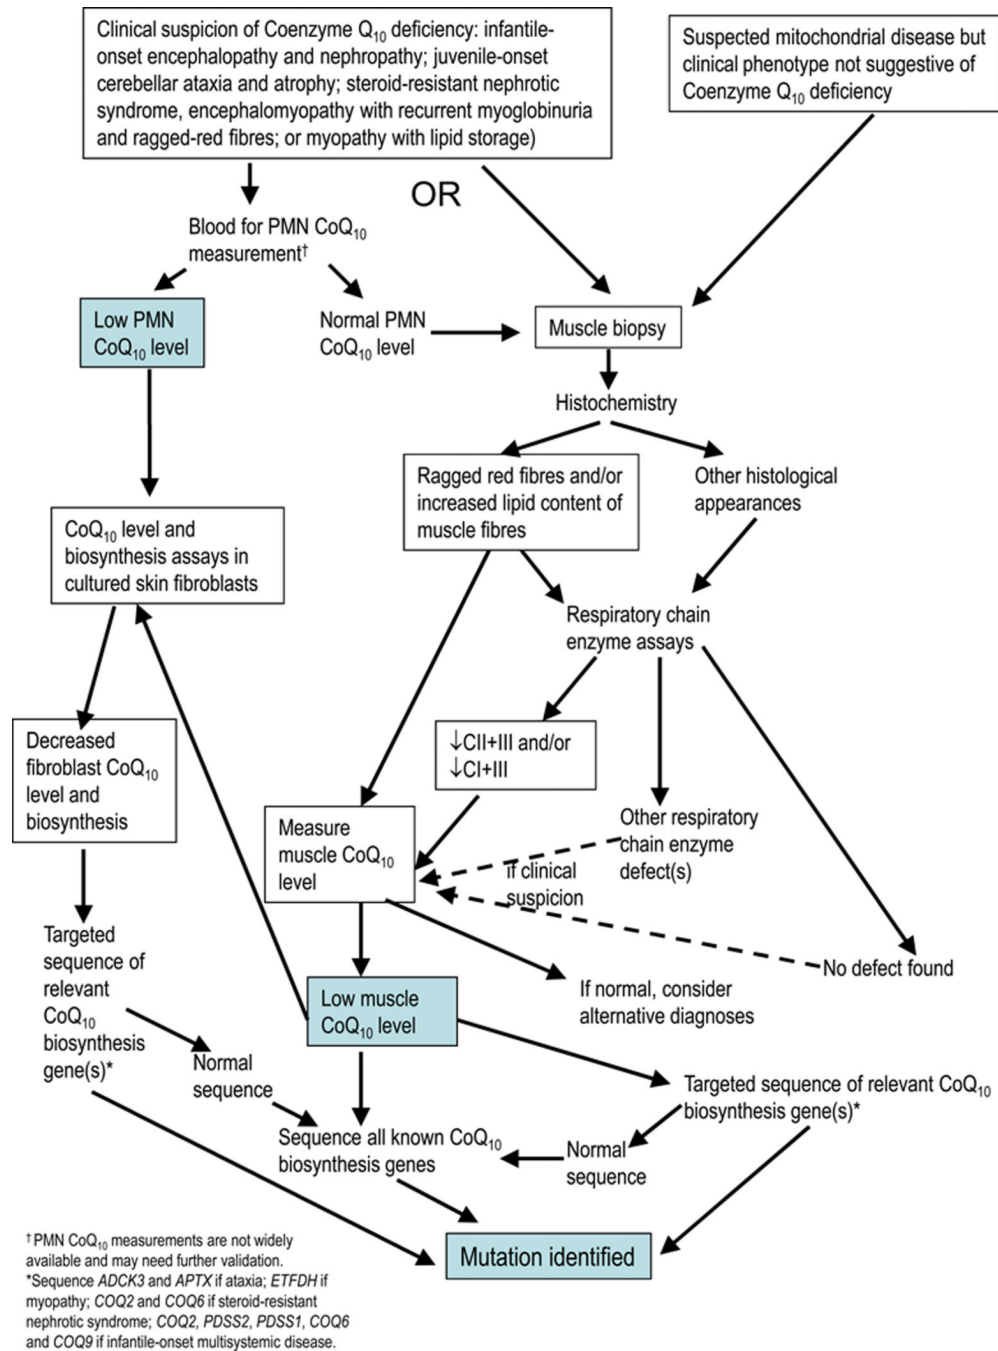 Clinical suspicion of Coenzyme Q10 deficiency: infantile-
onset encephalopathy and nephropathy; juvenile-onset
cerebellar ataxia and atrophy; steroid-resistant nephrotic
syndrome, encephalomyopathy with recurrent myoglobinuria
and ragged-red fibres; or myopathy with lipid storage)
Suspected mitochondrial disease but
clinical phenotype not suggestive of
Coenzyme Q10 deficiency
OR
Blood for PMN CoQ10
measurement†
Low PMN
CoQ10 level
Normal PMN
CoQ10 level
Muscle biopsy
Histochemistry
Ragged red fibres and/or
increased lipid content of
muscle fibres
Other histological
appearances
CoQ10 level and
biosynthesis assays in
cultured skin fibroblasts
Respiratory chain
enzyme assays
Decreased
fibroblast CoQ10
level and
biosynthesis
↓CII+III and/or
↓CI+III
Measure
muscle CoQ10
level
Other respiratory
chain enzyme
defect(s)
if clinical
suspicion
No defect found
Targeted
sequence of
relevant
CoQ10
biosynthesis
gene(s)*
Low muscle
CoQ10 level
If normal, consider
alternative diagnoses
Normal
sequence
Targeted sequence of relevant CoQ10
biosynthesis gene(s)*
Sequence all known CoQ10
biosynthesis genes
Normal
sequence
Mutation identified
†PMN CoQ10 measurements are not widely
available and may need further validation.
*Sequence ADCK3 and APTX if ataxia; ETFDH if
myopathy; COQ2 and COQ6 if steroid-resistant
nephrotic syndrome; COQ2, PDSS2, PDSS1, COQ6
and COQ9 if infantile-onset multisystemic disease.